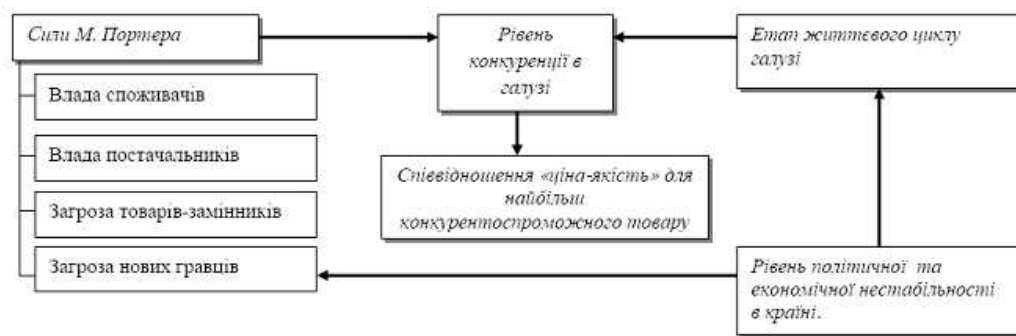 Сили М. Портера
Влада споживачів
Влада постачальників
Загроза товарів-замінників
Загроза нових гравців
Рівень
конкуренції в
галузі
Співвідношення «ціна-якість» для
найбільш
конкурентоспроможного товару
Етап життєвого циклу
галузі
Рівень політичної та
економічної нестабільності
в країні.